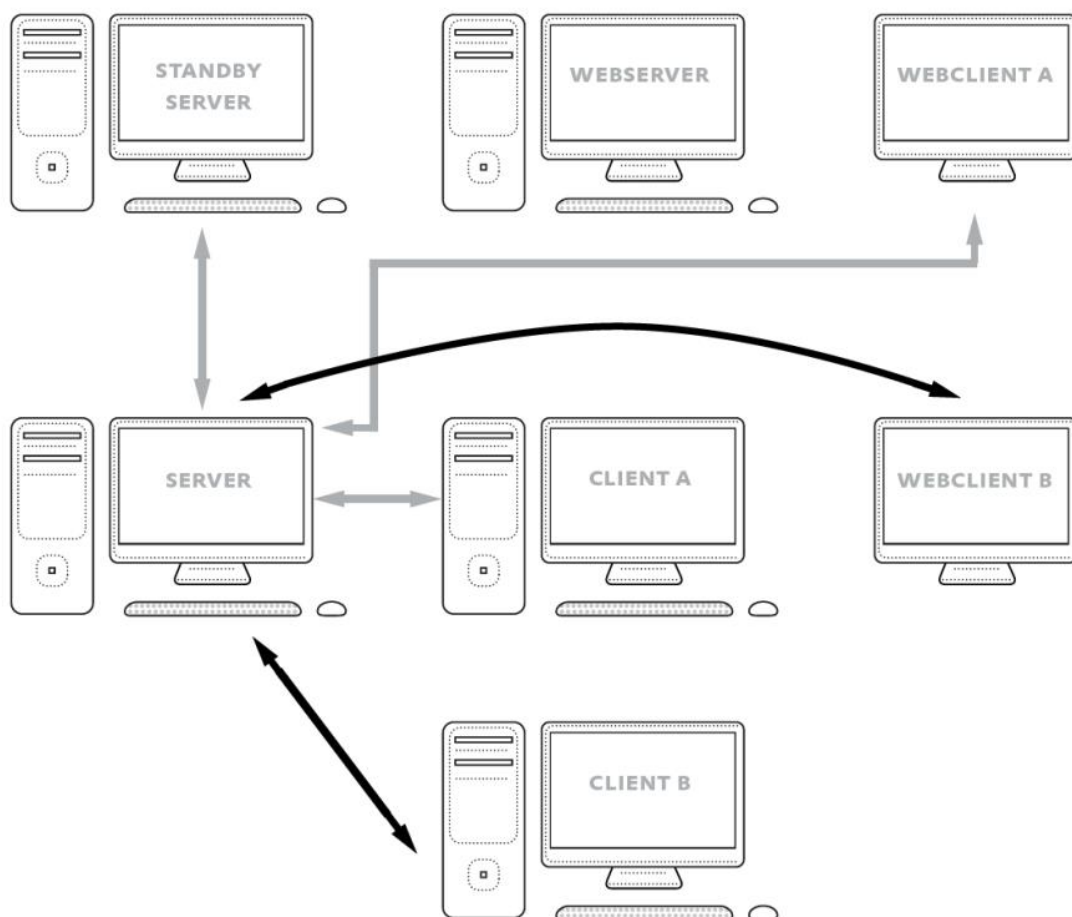 STANDBY
SERVER
WEBSERVER
WEBCLIENT A
SERVER
CLIENT A
WEBCLIENT B
CLIENT B